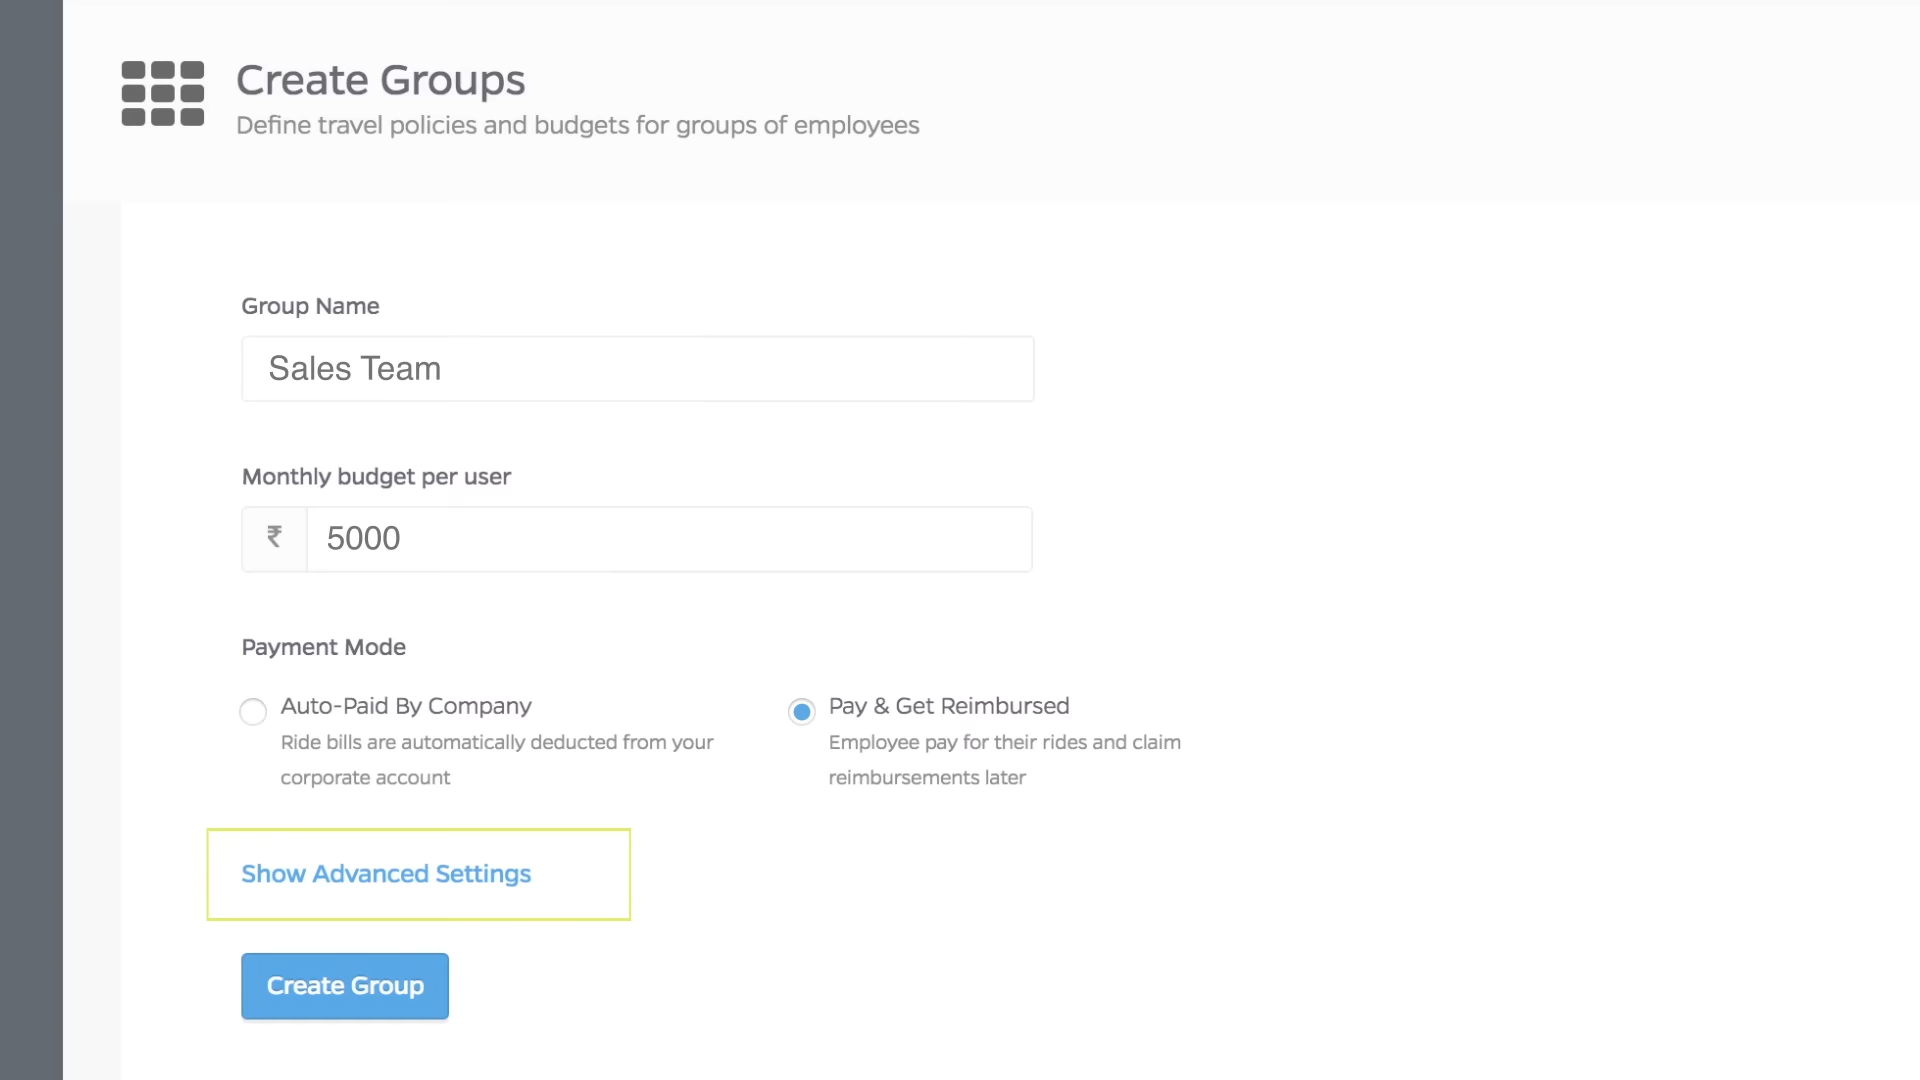 Create Groups
Define travel policies and budgets for groups of employees
Group Name
Sales Team
Monthly budget per user
₹ 5000
Payment Mode
Auto-Paid By Company
Ride bills are automatically deducted from your
corporate account
Pay & Get Reimbursed
Employee pay for their rides and claim
reimbursements later
Show Advanced Settings
Create Group